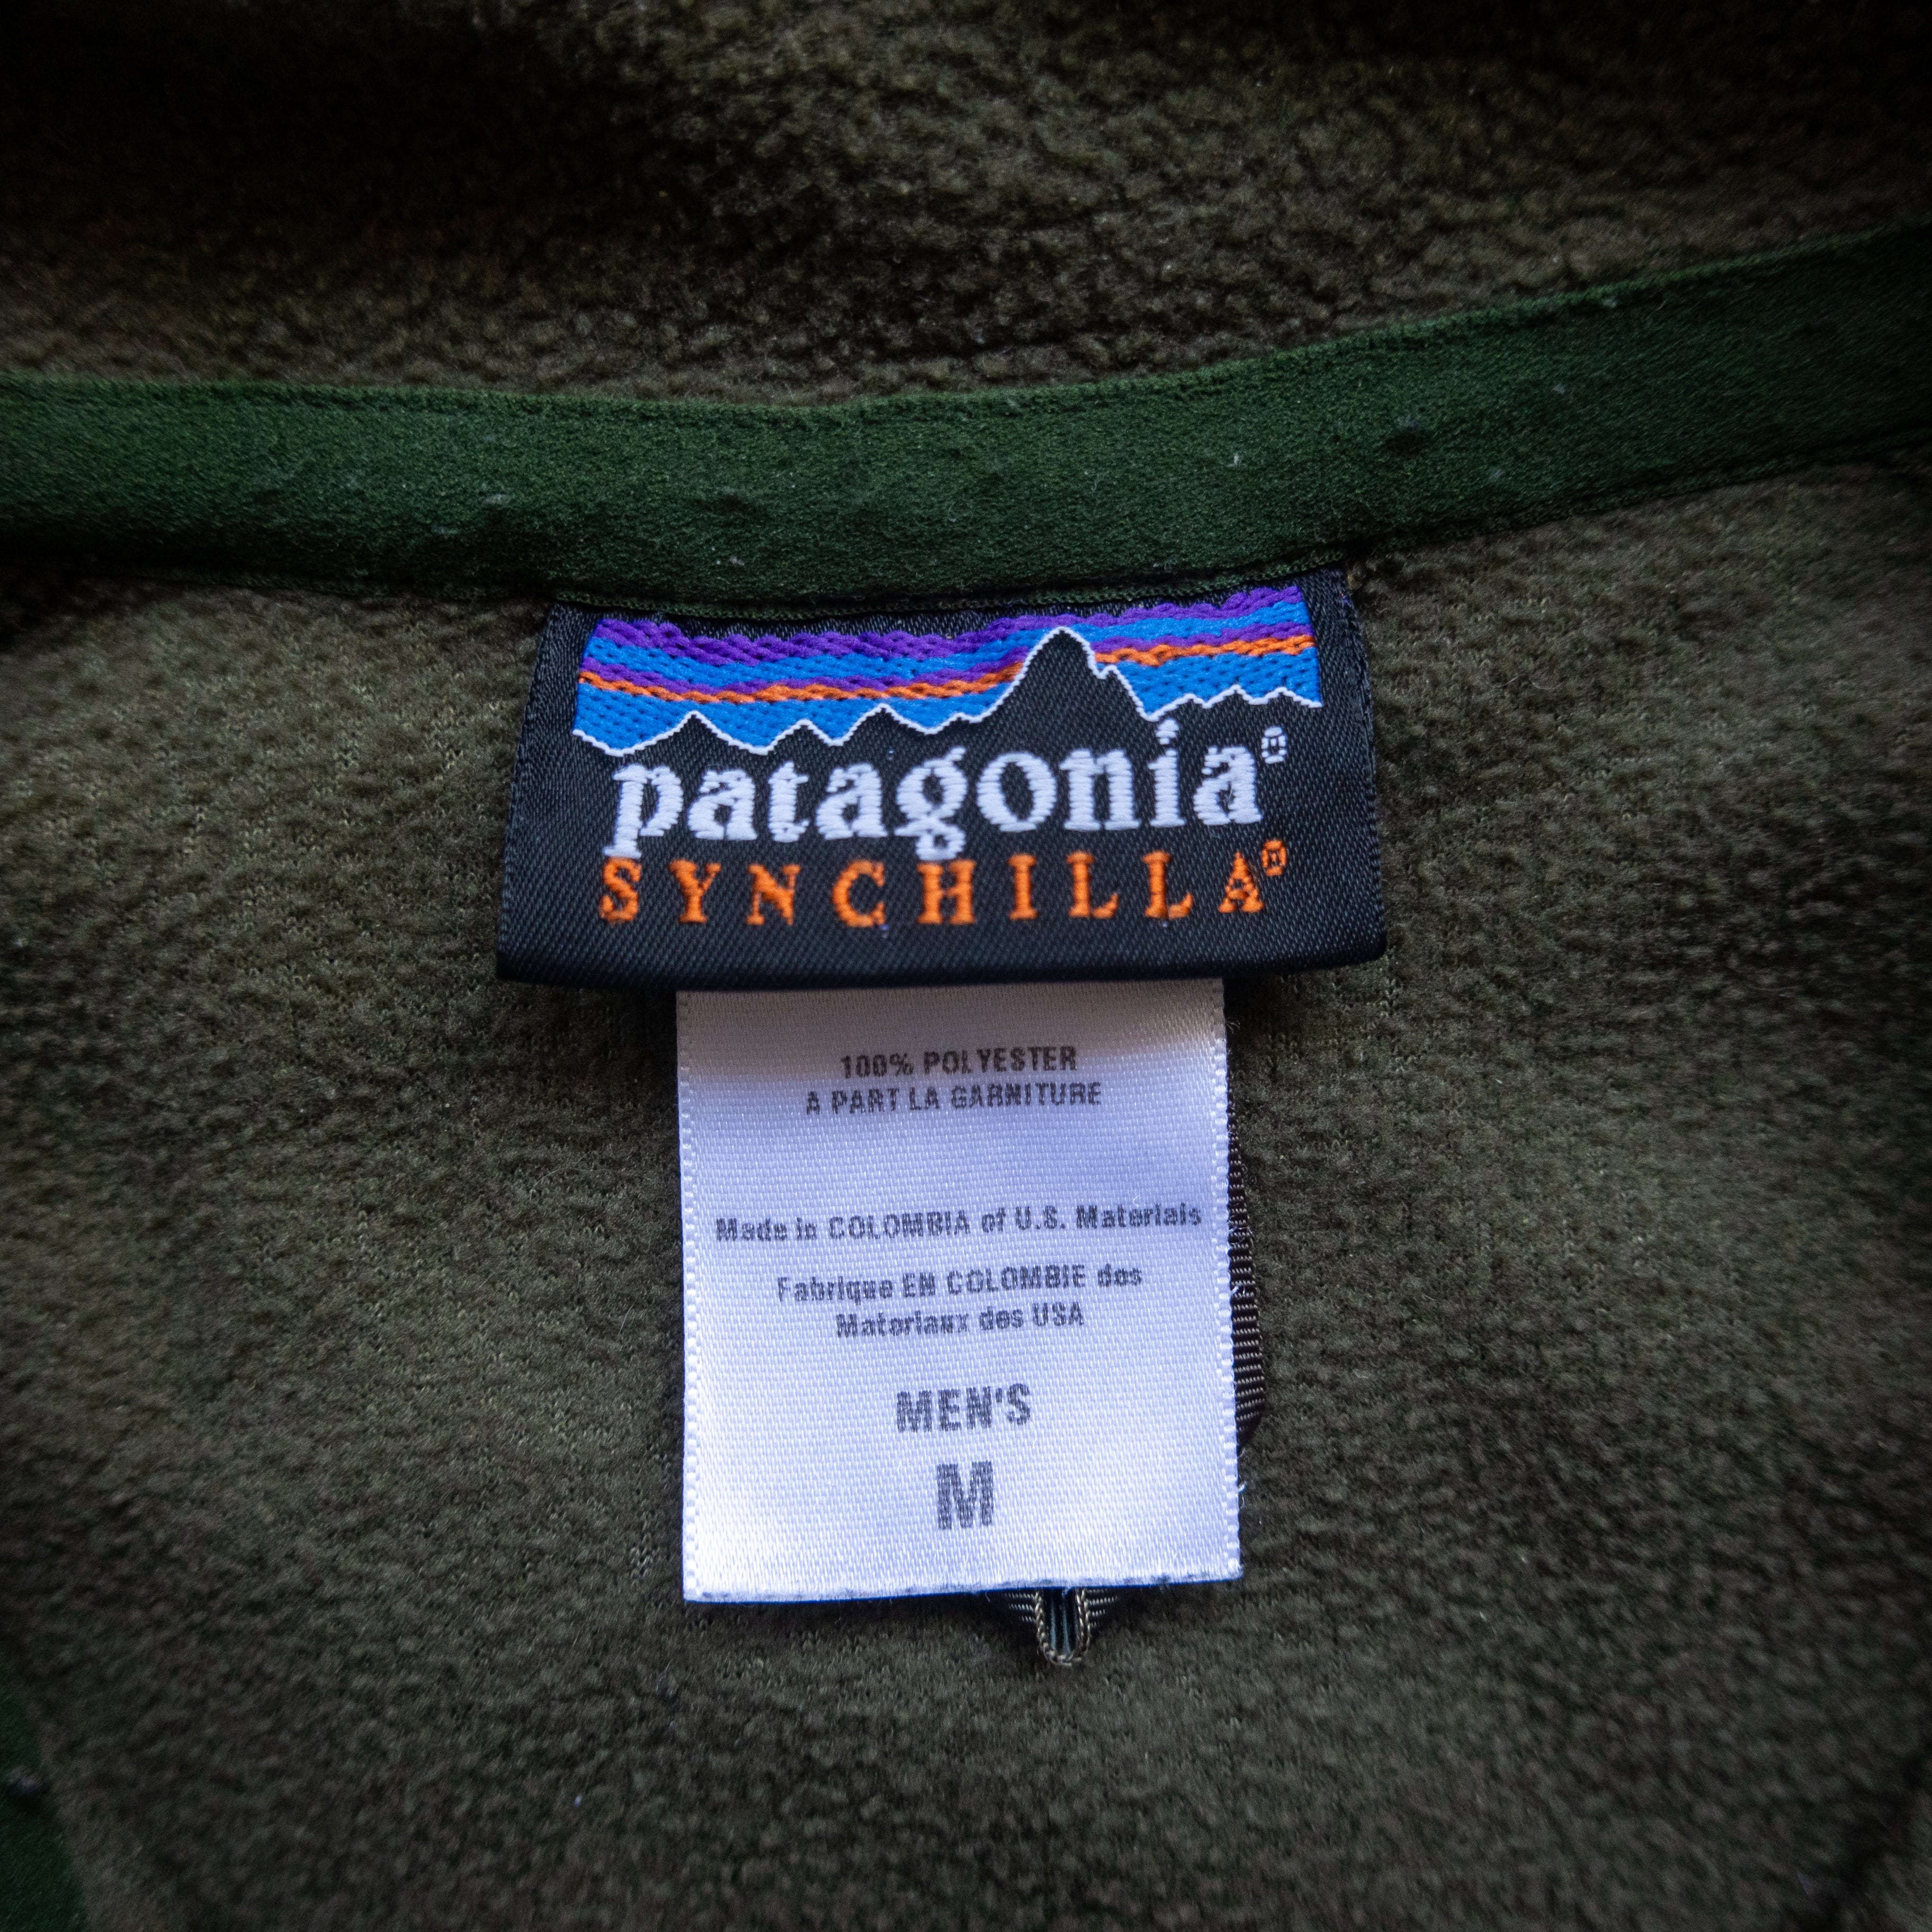 patagonia®
SYNCHILLA®
100% POLYESTER
A PART LA GARNITURE
Made in COLOMBIA of U.S. Materials
Fabrique EN COLOMBIE des
Materiaux des USA
MEN'S
M